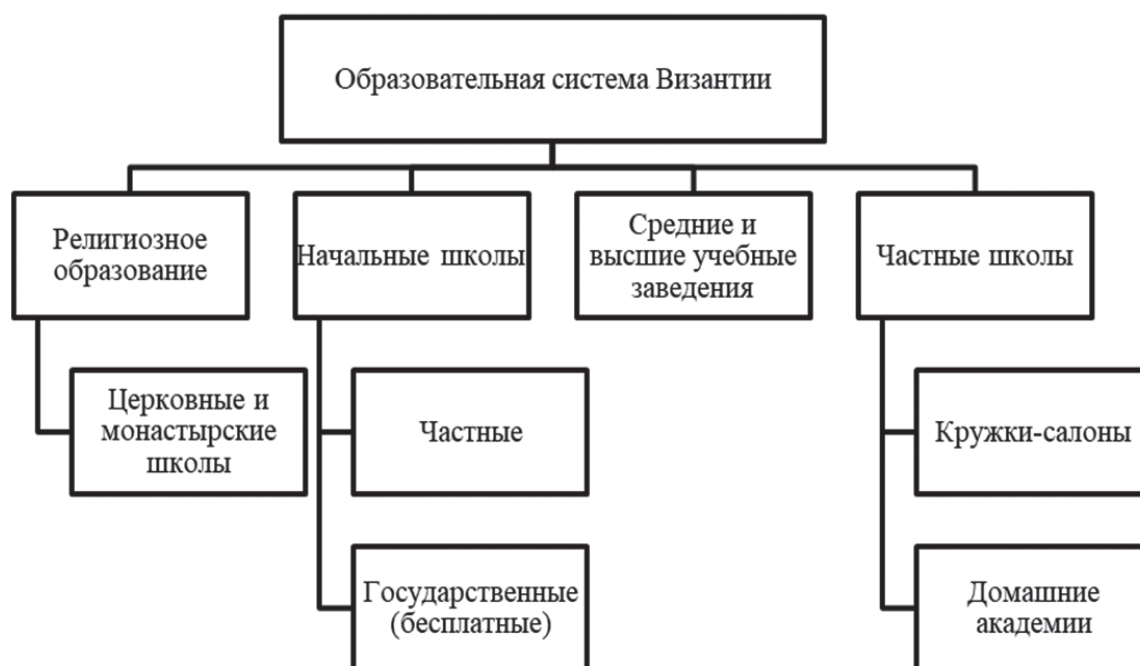 Образовательная система Византии
Религиозное
образование
Начальные школы
Средние и
высшие учебные
заведения
Частные школы
Церковные и
монастырские
школы
Частные
Кружки-салоны
Государственные
(бесплатные)
Домашние
академии